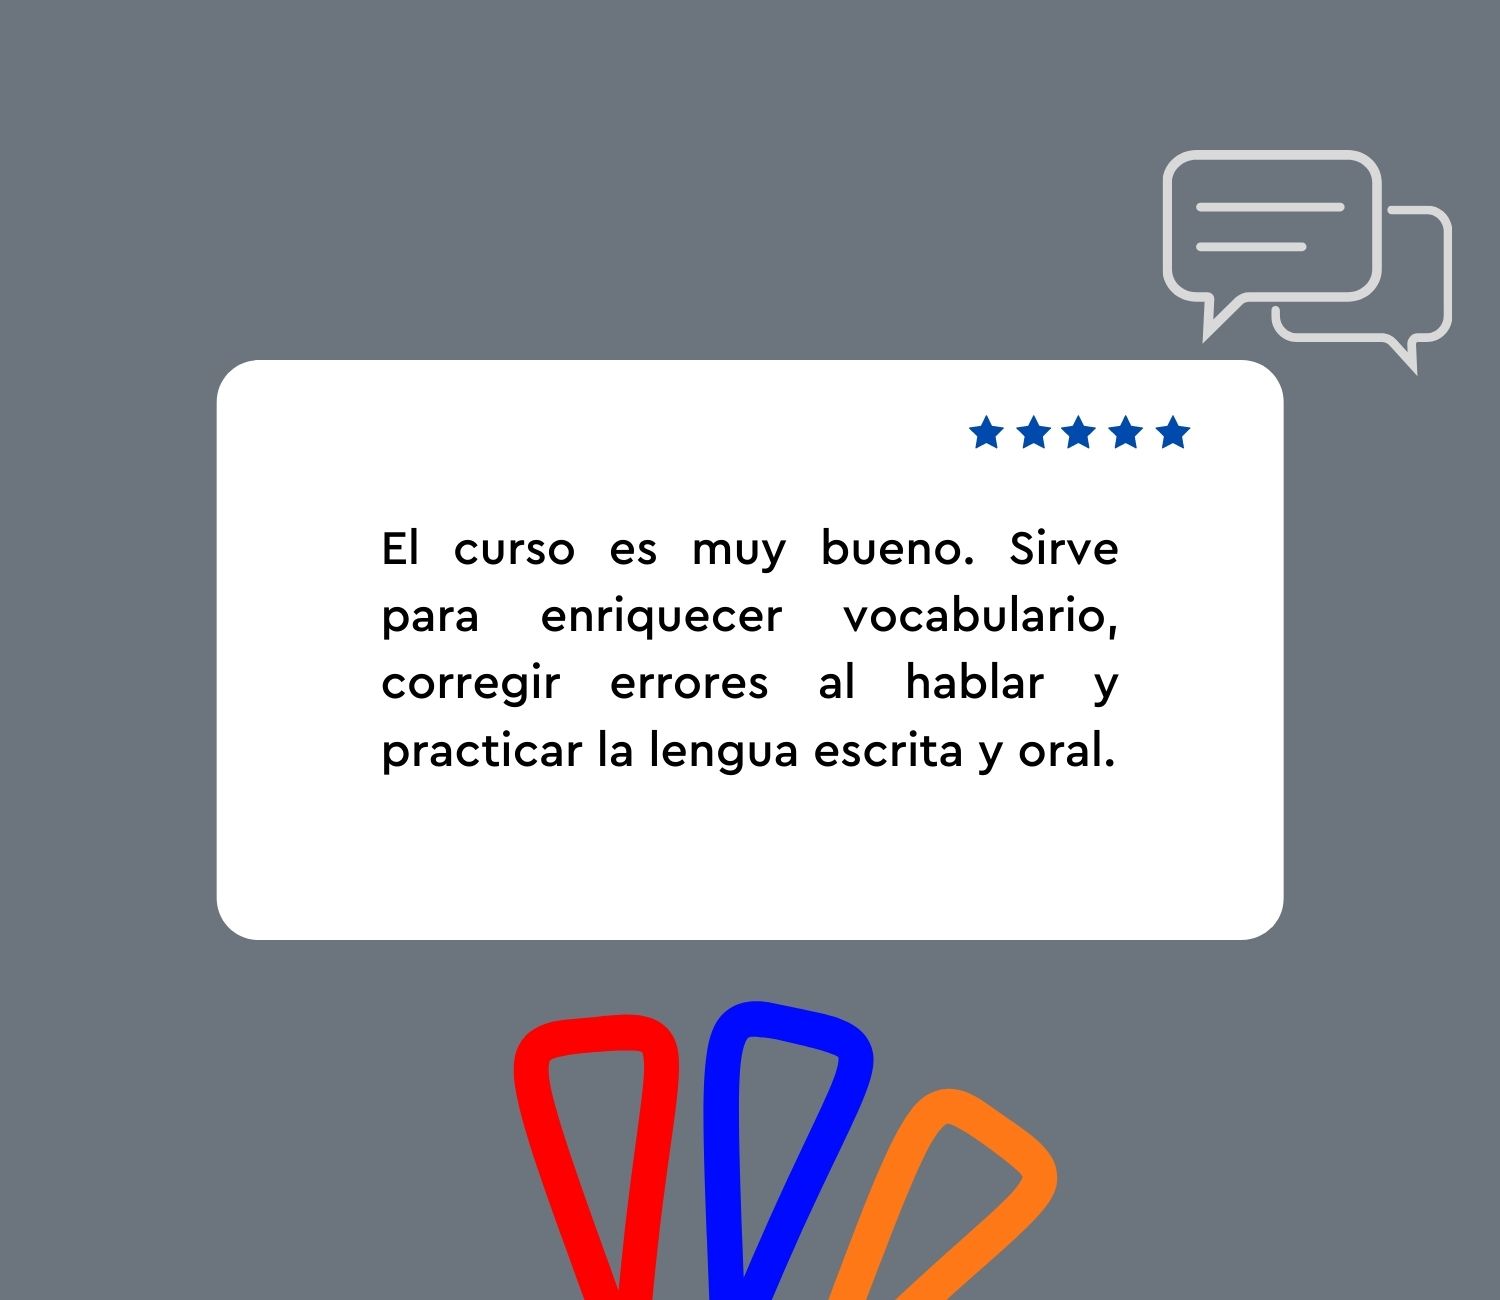 El curso es muy bueno. Sirve
para enriquecer vocabulario,
corregir errores al hablar y
practicar la lengua escrita y oral.